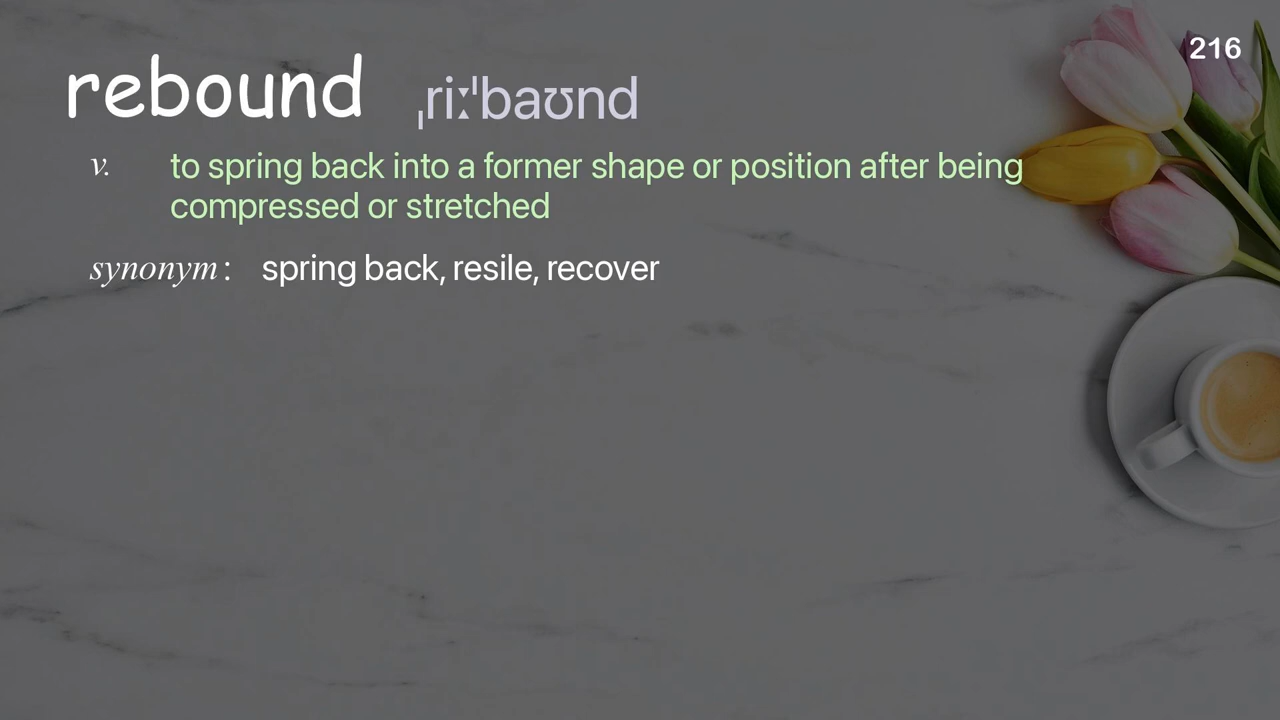 216
rebound ˌriːˈbaʊnd
v. to spring back into a former shape or position after being
compressed or stretched
synonym : spring back, resile, recover